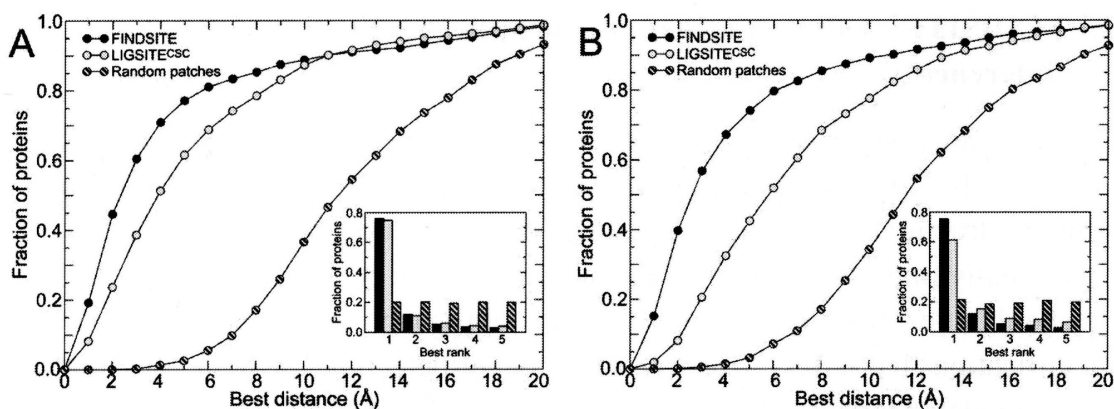 A
FINDSITE
LIGSITECSC
Random patches
Fraction of proteins
1.0
0.8
0.6
0.4
0.2
0.0
0 2 4 6 8 10 12 14 16 18 20
Best distance (Å)
Fraction of proteins
0.8
0.6
0.4
0.2
0.0
1 2 3 4 5
Best rank
B
FINDSITE
LIGSITECSC
Random patches
Fraction of proteins
1.0
0.8
0.6
0.4
0.2
0.0
0 2 4 6 8 10 12 14 16 18 20
Best distance (Å)
Fraction of proteins
0.8
0.6
0.4
0.2
0.0
1 2 3 4 5
Best rank